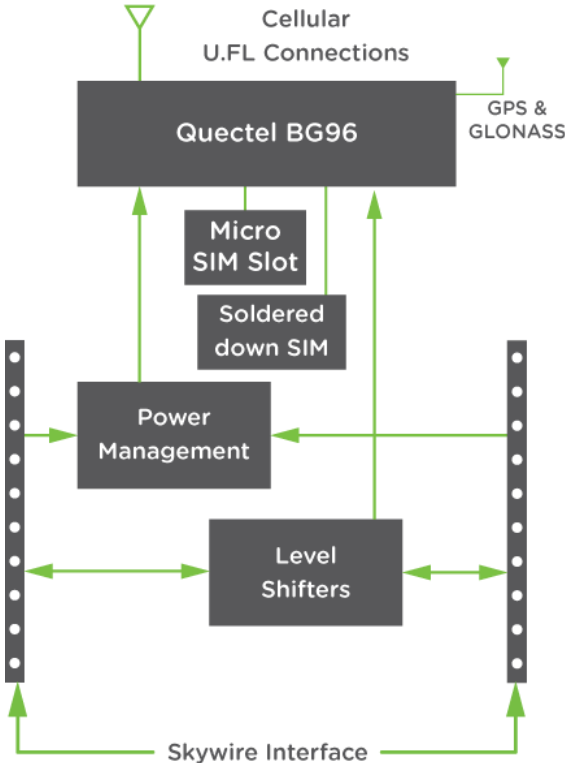 Cellular
U.FL Connections
Quectel BG96
GPS &
GLONASS
Micro
SIM Slot
Soldered
down SIM
Power
Management
Level
Shifters
Skywire Interface